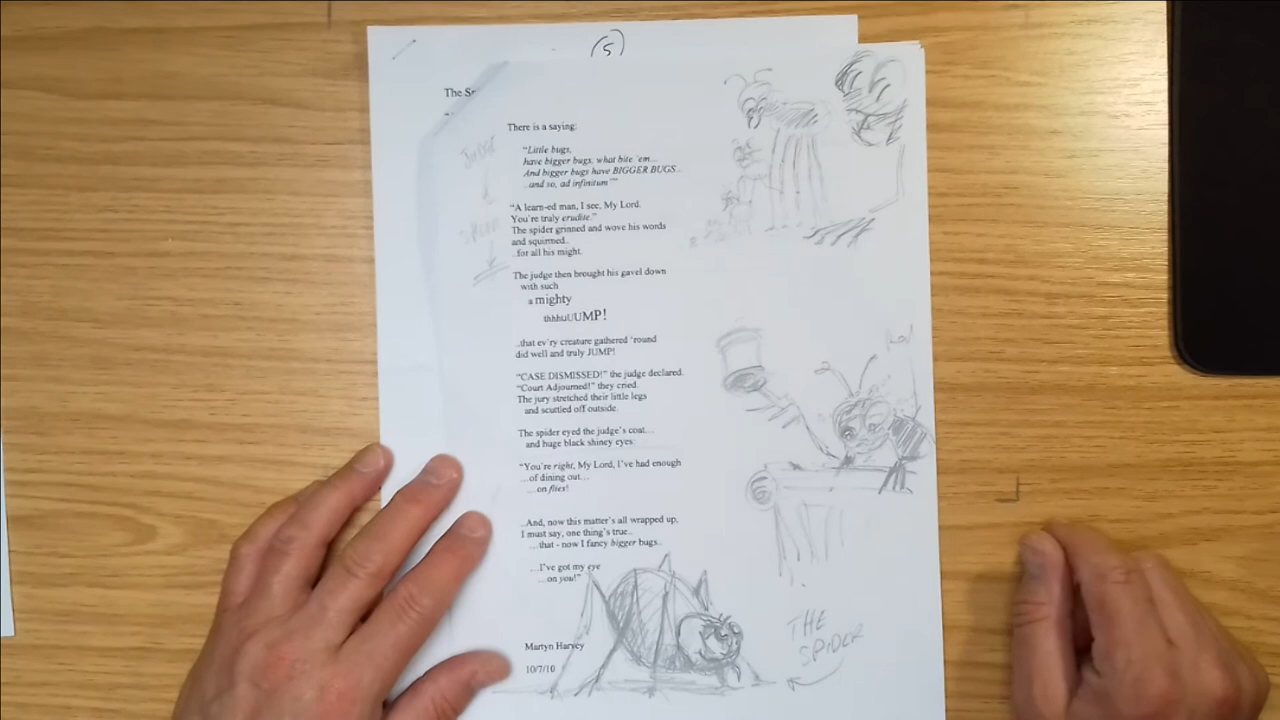 5
The
There is a saying:
"Little bugs,
have bigger bugs, what bite 'em...
And bigger bugs have BIGGER BUGS..
..and so, ad infinitum'"
"A learn-ed man, I see, My Lord.
You're truly erudite."
The spider grinned and wove his words
and squirmed..
..for all his might.
The judge then brought his gavel down
with such
a mighty
thhhuUUMP!
..that ev'ry creature gathered 'round
did well and truly JUMP!
"CASE DISMISSED!" the judge declared.
"Court Adjourned!" they cried.
The jury stretched their little legs
and scuttled off outside.
The spider eyed the judge's coat...
and huge black shiney eyes:
"You're right, My Lord, I've had enough
...of dining out...
...on flies!
..And, now this matter's all wrapped up,
I must say, one thing's true..
...that - now I fancy bigger bugs..
...I've got my eye
...on you!"
Martyn Harvey
10/7/10
JUDGE
THE
SPIDER